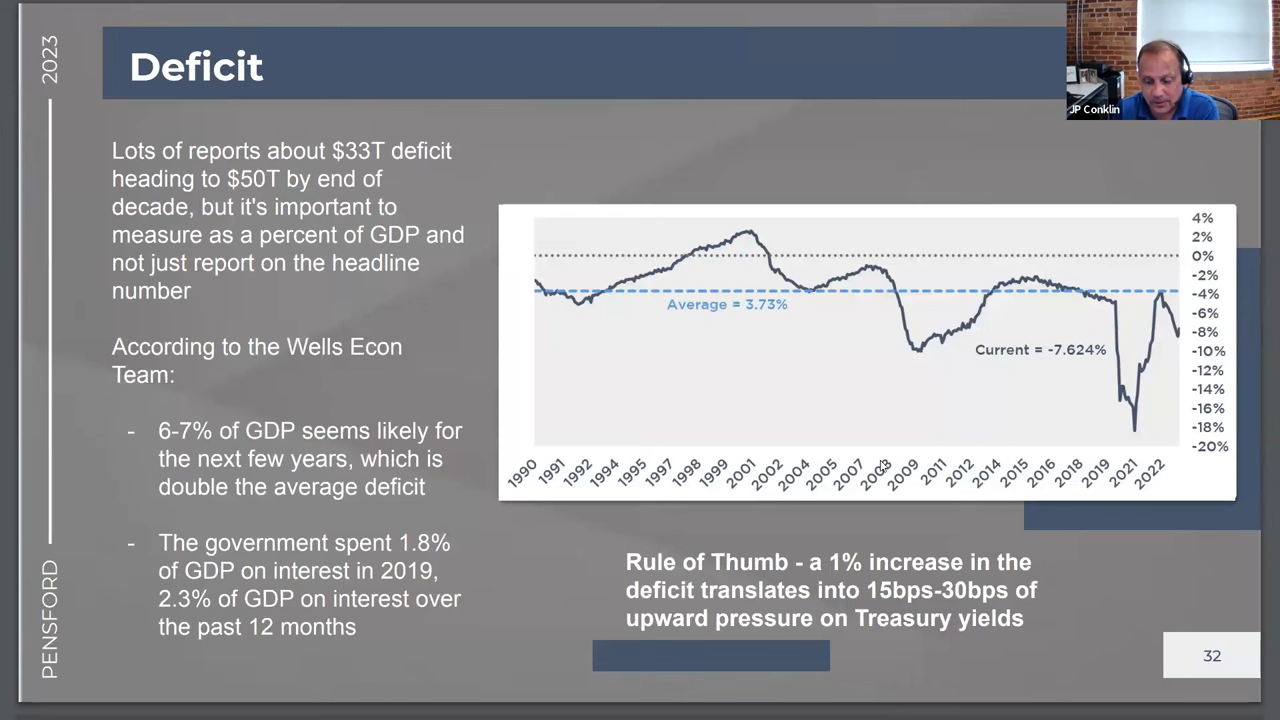 2023
PENSFORD
Deficit
JP Conklin
Lots of reports about $33T deficit
heading to $50T by end of
decade, but it's important to
measure as a percent of GDP and
not just report on the headline
number
According to the Wells Econ
Team:
- 6-7% of GDP seems likely for
the next few years, which is
double the average deficit
- The government spent 1.8%
of GDP on interest in 2019,
2.3% of GDP on interest over
the past 12 months
Average = 3.73%
Current = -7.624%
4%
2%
0%
-2%
-4%
-6%
-8%
-10%
-12%
-14%
-16%
-18%
-20%
1990 1991 1992 1994 1995 1997 1998 1999 2001 2002 2004 2005 2007 2009 2011 2012 2014 2015 2016 2018 2019 2021 2022
Rule of Thumb - a 1% increase in the
deficit translates into 15bps-30bps of
upward pressure on Treasury yields
32